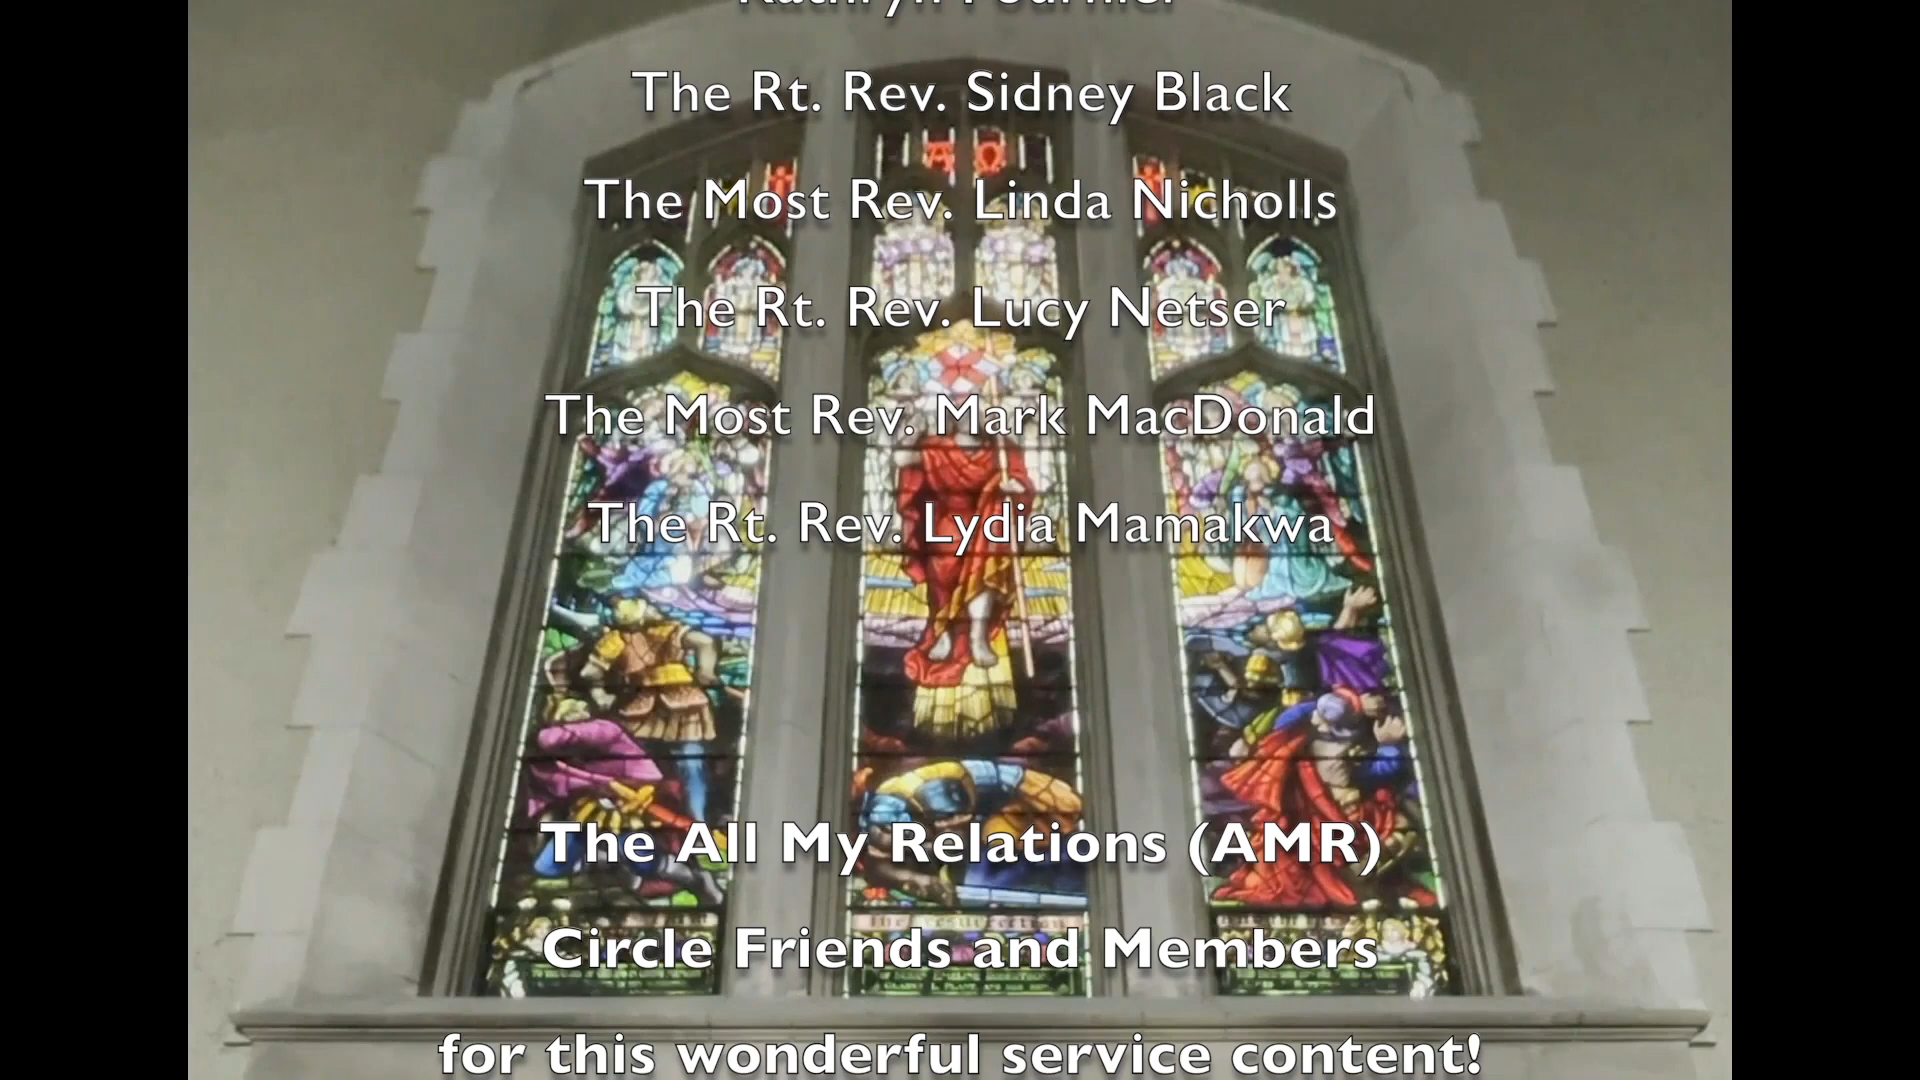 Kathryn Fournier
The Rt. Rev. Sidney Black
Α Ω
The Most Rev. Linda Nicholls
The Rt. Rev. Lucy Netser
The Most Rev. Mark MacDonald
The Rt. Rev. Lydia Mamakwa
The All My Relations (AMR)
Circle Friends and Members
for this wonderful service content!